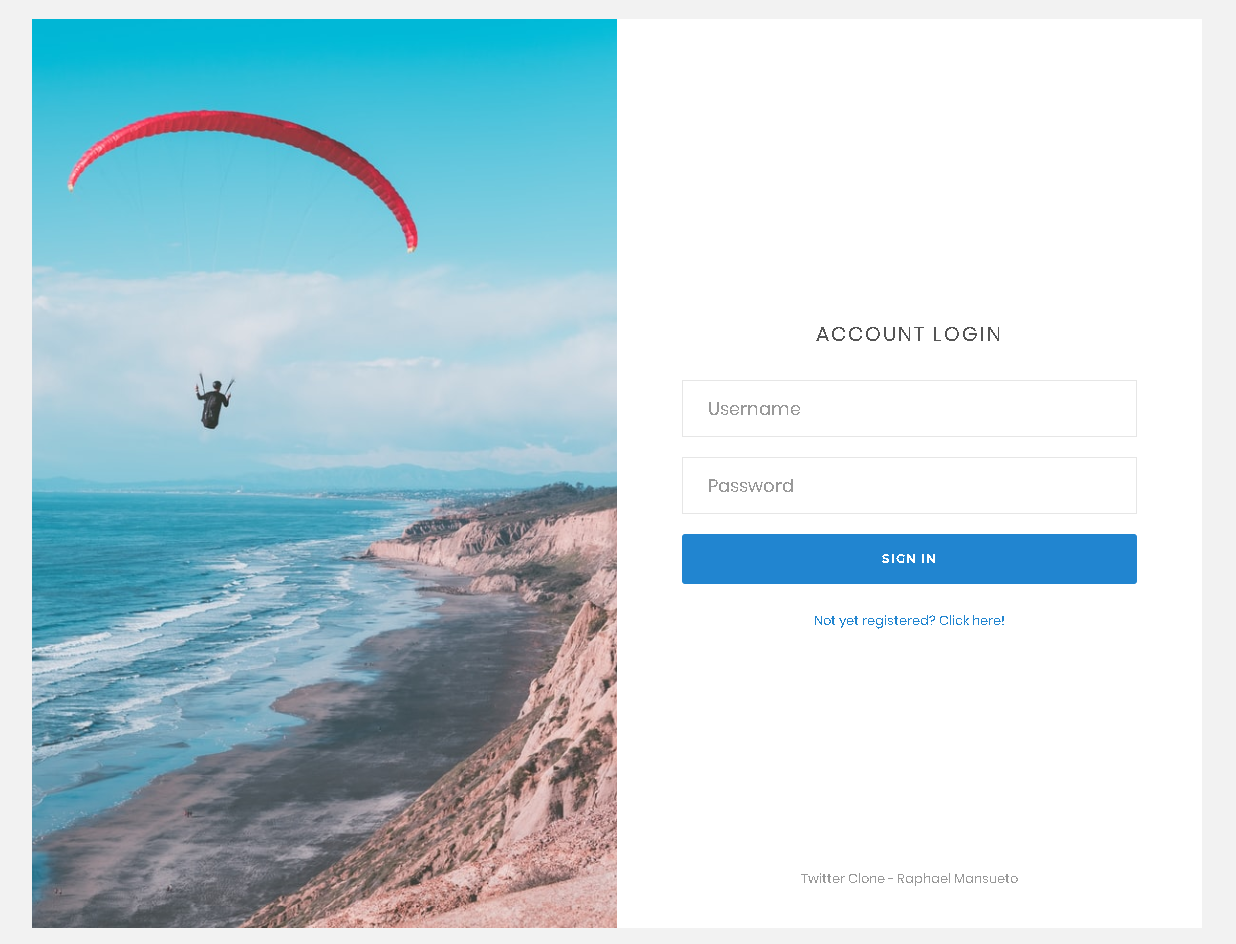 ACCOUNT LOGIN
Username
Password
SIGN IN
Not yet registered? Click here!
Twitter Clone - Raphael Mansueto